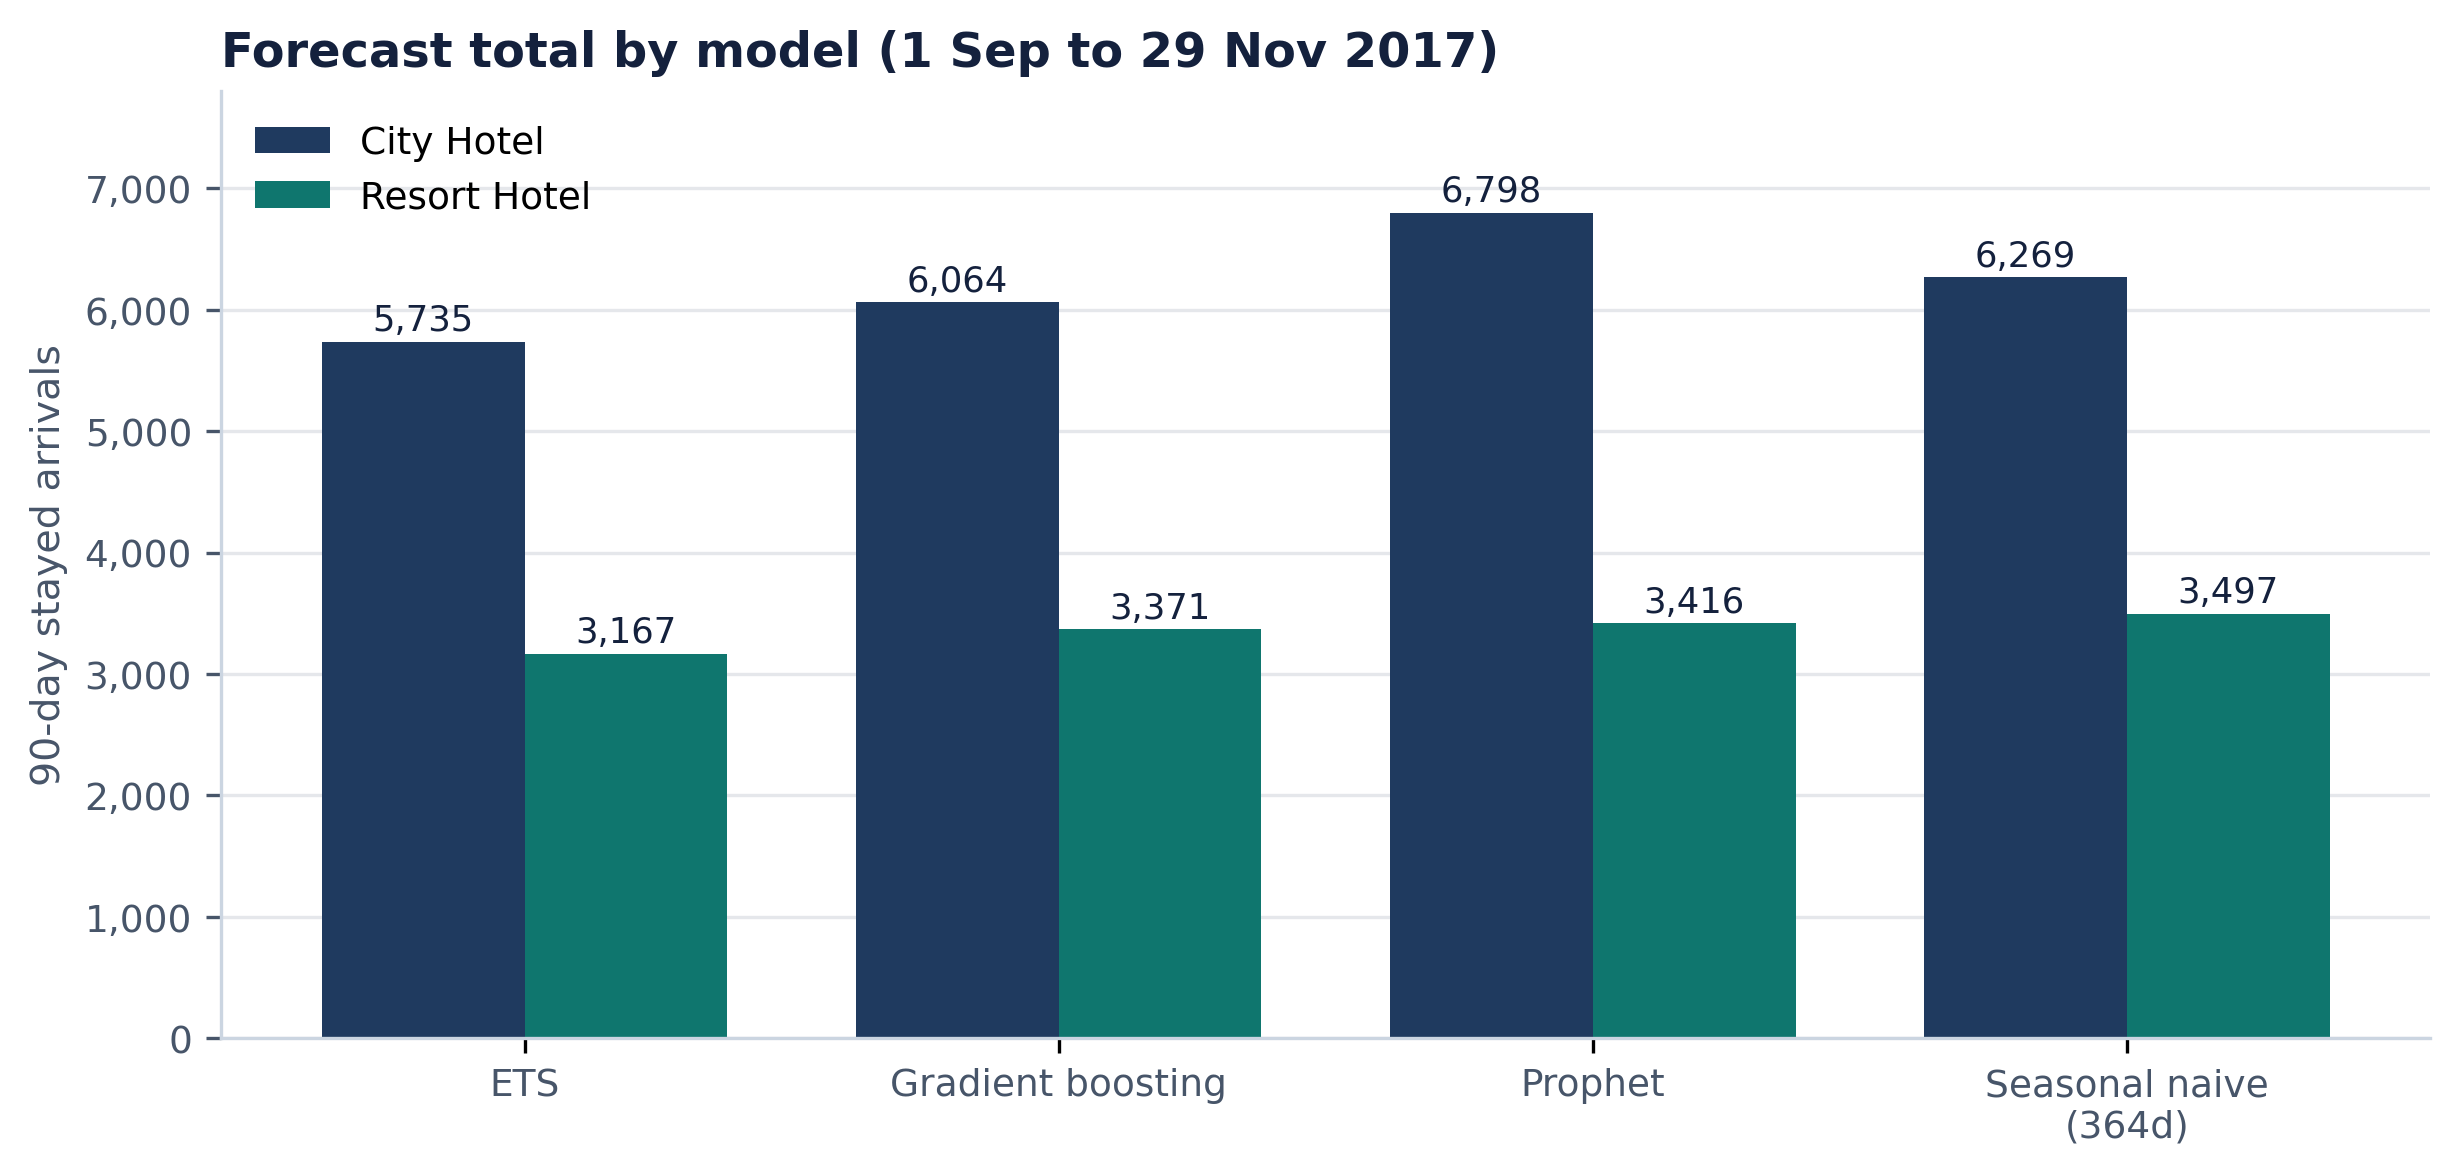 Forecast total by model (1 Sep to 29 Nov 2017)
City Hotel
Resort Hotel
90-day stayed arrivals
7,000
6,000
5,000
4,000
3,000
2,000
1,000
0
5,735
3,167
6,064
3,371
6,798
3,416
6,269
3,497
ETS
Gradient boosting
Prophet
Seasonal naive
(364d)